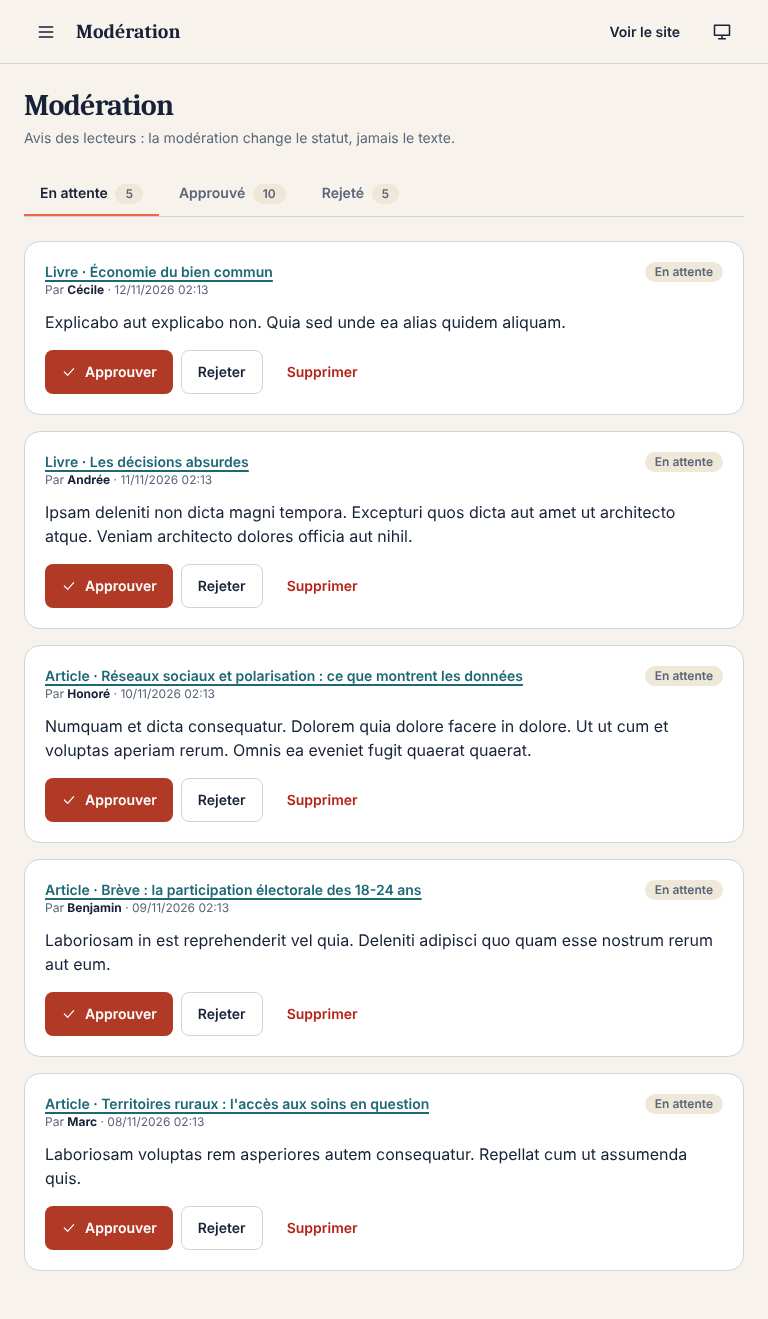 Modération
Voir le site
Modération
Avis des lecteurs : la modération change le statut, jamais le texte.
En attente 5
Approuvé 10
Rejeté 5
Livre · Économie du bien commun
En attente
Par Cécile · 12/11/2026 02:13
Explicabo aut explicabo non. Quia sed unde ea alias quidem aliquam.
Approuver
Rejeter
Supprimer
Livre · Les décisions absurdes
En attente
Par Andrée · 11/11/2026 02:13
Ipsam deleniti non dicta magni tempora. Excepturi quos dicta aut amet ut architecto
atque. Veniam architecto dolores officia aut nihil.
Approuver
Rejeter
Supprimer
Article · Réseaux sociaux et polarisation : ce que montrent les données
En attente
Par Honoré · 10/11/2026 02:13
Numquam et dicta consequatur. Dolorem quia dolore facere in dolore. Ut ut cum et
voluptas aperiam rerum. Omnis ea eveniet fugit quaerat quaerat.
Approuver
Rejeter
Supprimer
Article · Brève : la participation électorale des 18-24 ans
En attente
Par Benjamin · 09/11/2026 02:13
Laboriosam in est reprehenderit vel quia. Deleniti adipisci quo quam esse nostrum rerum
aut eum.
Approuver
Rejeter
Supprimer
Article · Territoires ruraux : l'accès aux soins en question
En attente
Par Marc · 08/11/2026 02:13
Laboriosam voluptas rem asperiores autem consequatur. Repellat cum ut assumenda
quis.
Approuver
Rejeter
Supprimer